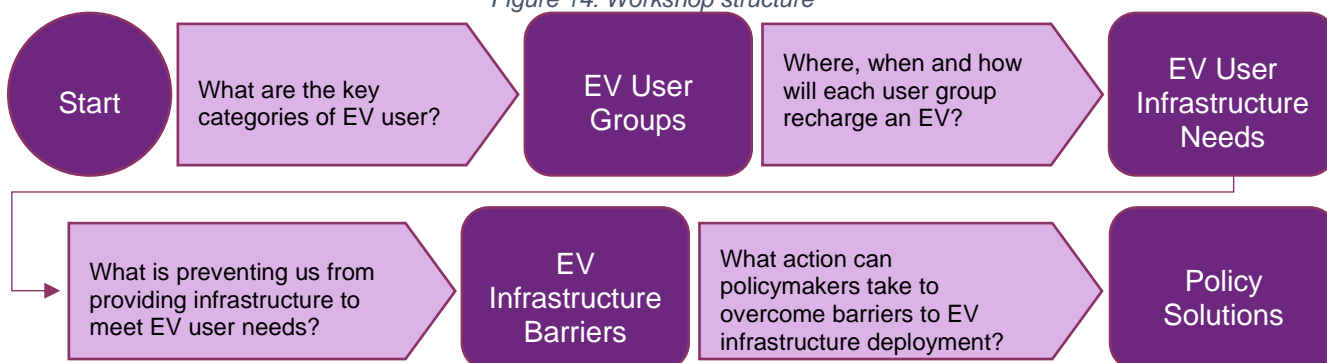 Figure 14: Workshop structure
Start
What are the key
categories of EV user?
EV User
Groups
Where, when and how
will each user group
recharge an EV?
EV User
Infrastructure
Needs
What is preventing us from
providing infrastructure to
meet EV user needs?
EV
Infrastructure
Barriers
What action can
policymakers take to
overcome barriers to EV
infrastructure deployment?
Policy
Solutions